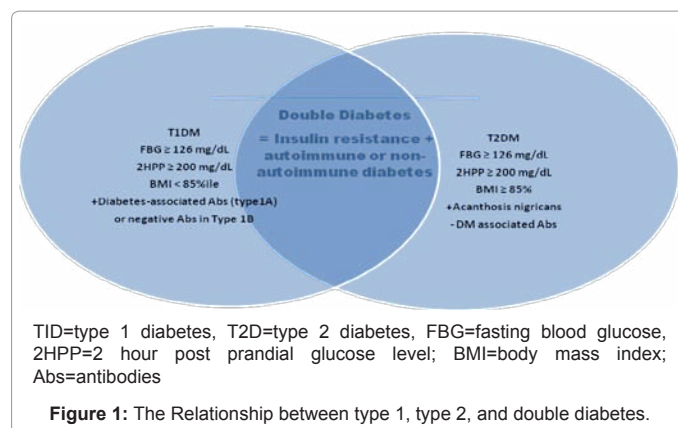 T1DM
FBG ≥ 126 mg/dL
2HPP ≥ 200 mg/dL
BMI < 85%ile
+Diabetes-associated Abs (type1A)
or negative Abs in Type 1B
Double Diabetes
= Insulin resistance +
autoimmune or non-
autoimmune diabetes
T2DM
FBG ≥ 126 mg/dL
2HPP ≥ 200 mg/dL
BMI ≥ 85%
+Acanthosis nigricans
- DM associated Abs
TID=type 1 diabetes, T2D=type 2 diabetes, FBG=fasting blood glucose,
2HPP=2 hour post prandial glucose level; BMI=body mass index;
Abs=antibodies
Figure 1: The Relationship between type 1, type 2, and double diabetes.